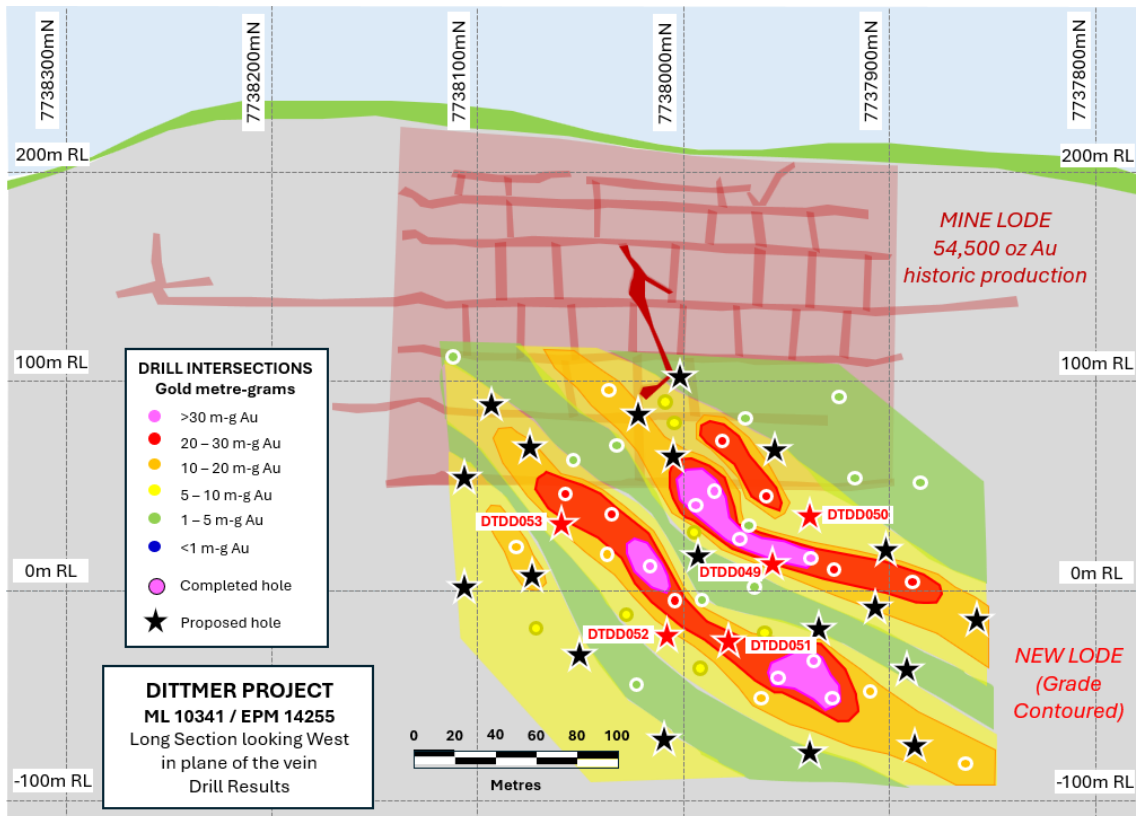 7738300mN
7738200mN
7738100mN
7738000mN
7737900mN
7737800mN
200m RL
200m RL
MINE LODE
54,500 oz Au
historic production
100m RL
100m RL
DRILL INTERSECTIONS
Gold metre-grams
>30 m-g Au
20 – 30 m-g Au
10 – 20 m-g Au
5 – 10 m-g Au
1 – 5 m-g Au
<1 m-g Au
Completed hole
Proposed hole
DTDD053
DTDD050
DTDD049
0m RL
0m RL
DTDD052
DTDD051
NEW LODE
(Grade
Contoured)
DITTMER PROJECT
ML 10341 / EPM 14255
Long Section looking West
in plane of the vein
Drill Results
0 20 40 60 80 100
Metres
-100m RL
-100m RL